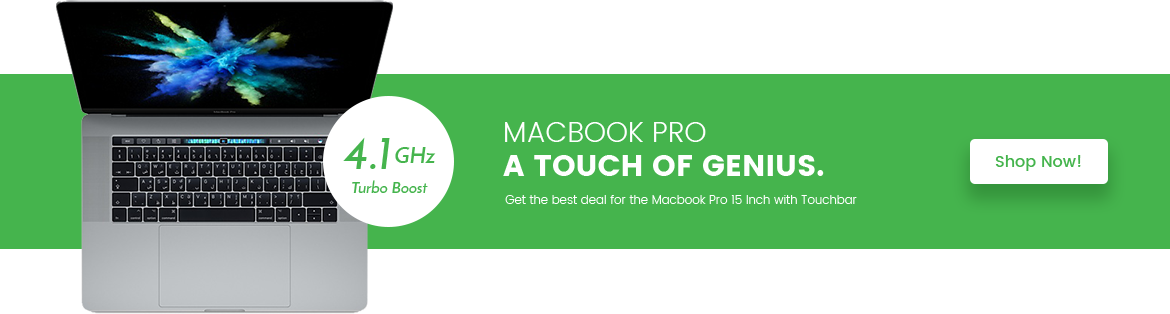 4.1 GHz
Turbo Boost
MACBOOK PRO
A TOUCH OF GENIUS.
Get the best deal for the Macbook Pro 15 Inch with Touchbar
Shop Now!